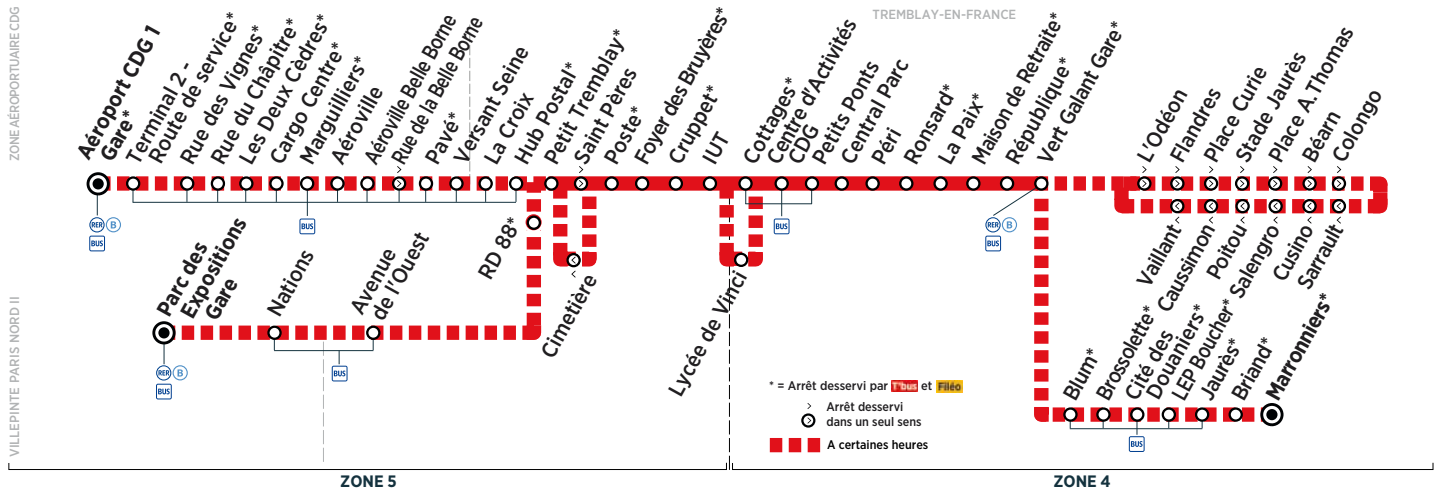 ZONE AÉROPORTUAIRE CDG
TREMBLAY-EN-FRANCE
Aéroport CDG 1
Gare*
Terminal 2 -
Route de service*
Rue des Vignes*
Rue du Châpitre*
Les Deux Cèdres*
Cargo Centre*
Marguilliers*
Aéroville
Aéroville Belle Borne
Rue de la Belle Borne
Pavé*
Versant Seine
La Croix
Hub Postal*
Petit Tremblay*
Saint Pères
Poste*
Foyer des Bruyères*
Cruppet*
IUT
Cottages*
Centre d'Activités
CDG
Petits Ponts
Central Parc
Péri
Ronsard*
La Paix*
Maison de Retraite*
République*
Vert Galant Gare*
L'Odéon
Flandres
Place Curie
Stade Jaurès
Place A.Thomas
Béarn
Colongo
RER B
BUS
BUS
BUS
RER B
BUS
Vaillant
Caussimon
Poitou
Salengro
Cusino
Sarrault
RD 88*
Cimetière
Lycée de Vinci
VILLEPINTE PARIS NORD II
Parc des
Expositions
Gare
Nations
Avenue
de l'Ouest
RER B
BUS
BUS
Blum*
Brossolette*
Cité des
Douaniers*
LEP Boucher*
Jaurès*
Briand*
Marronniers*
BUS
* = Arrêt desservi par T'bus et Filéo
Arrêt desservi
dans un seul sens
A certaines heures
ZONE 5
ZONE 4